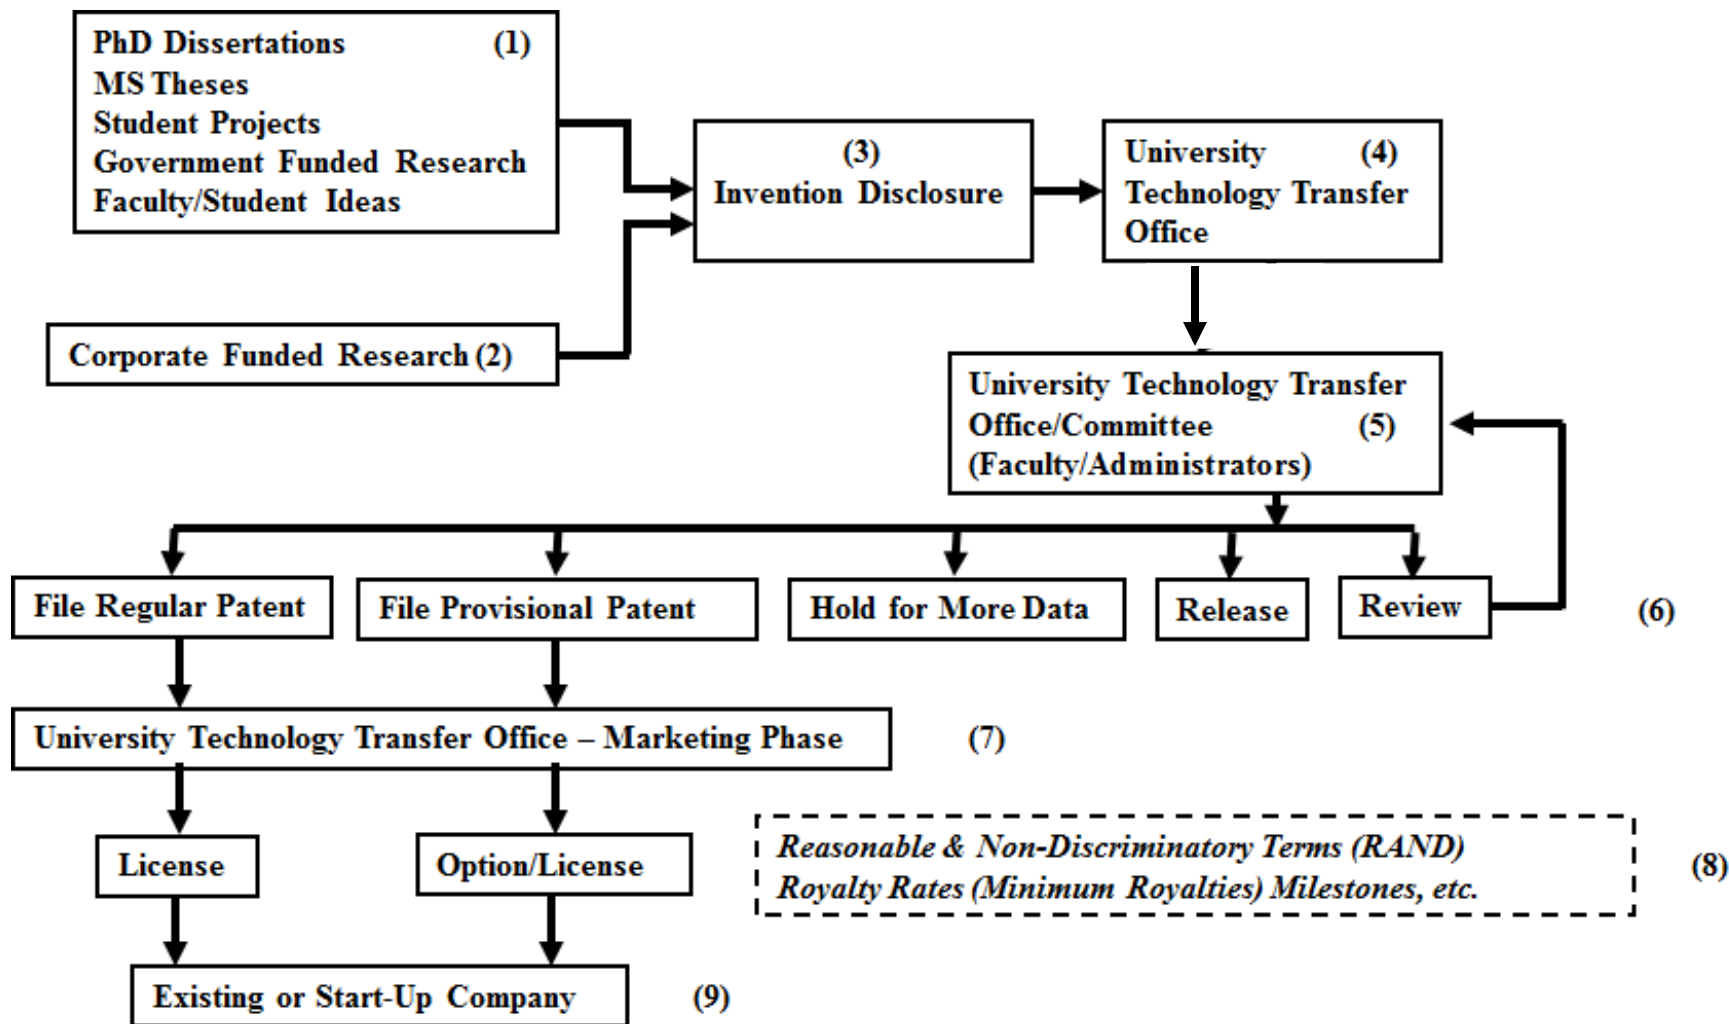 PhD Dissertations (1)
MS Theses
Student Projects
Government Funded Research
Faculty/Student Ideas
Corporate Funded Research (2)
(3)
Invention Disclosure
University (4)
Technology Transfer
Office
University Technology Transfer
Office/Committee (5)
(Faculty/Administrators)
File Regular Patent
File Provisional Patent
Hold for More Data
Release
Review
(6)
University Technology Transfer Office – Marketing Phase (7)
License
Option/License
Reasonable & Non-Discriminatory Terms (RAND)
Royalty Rates (Minimum Royalties) Milestones, etc.
(8)
Existing or Start-Up Company (9)